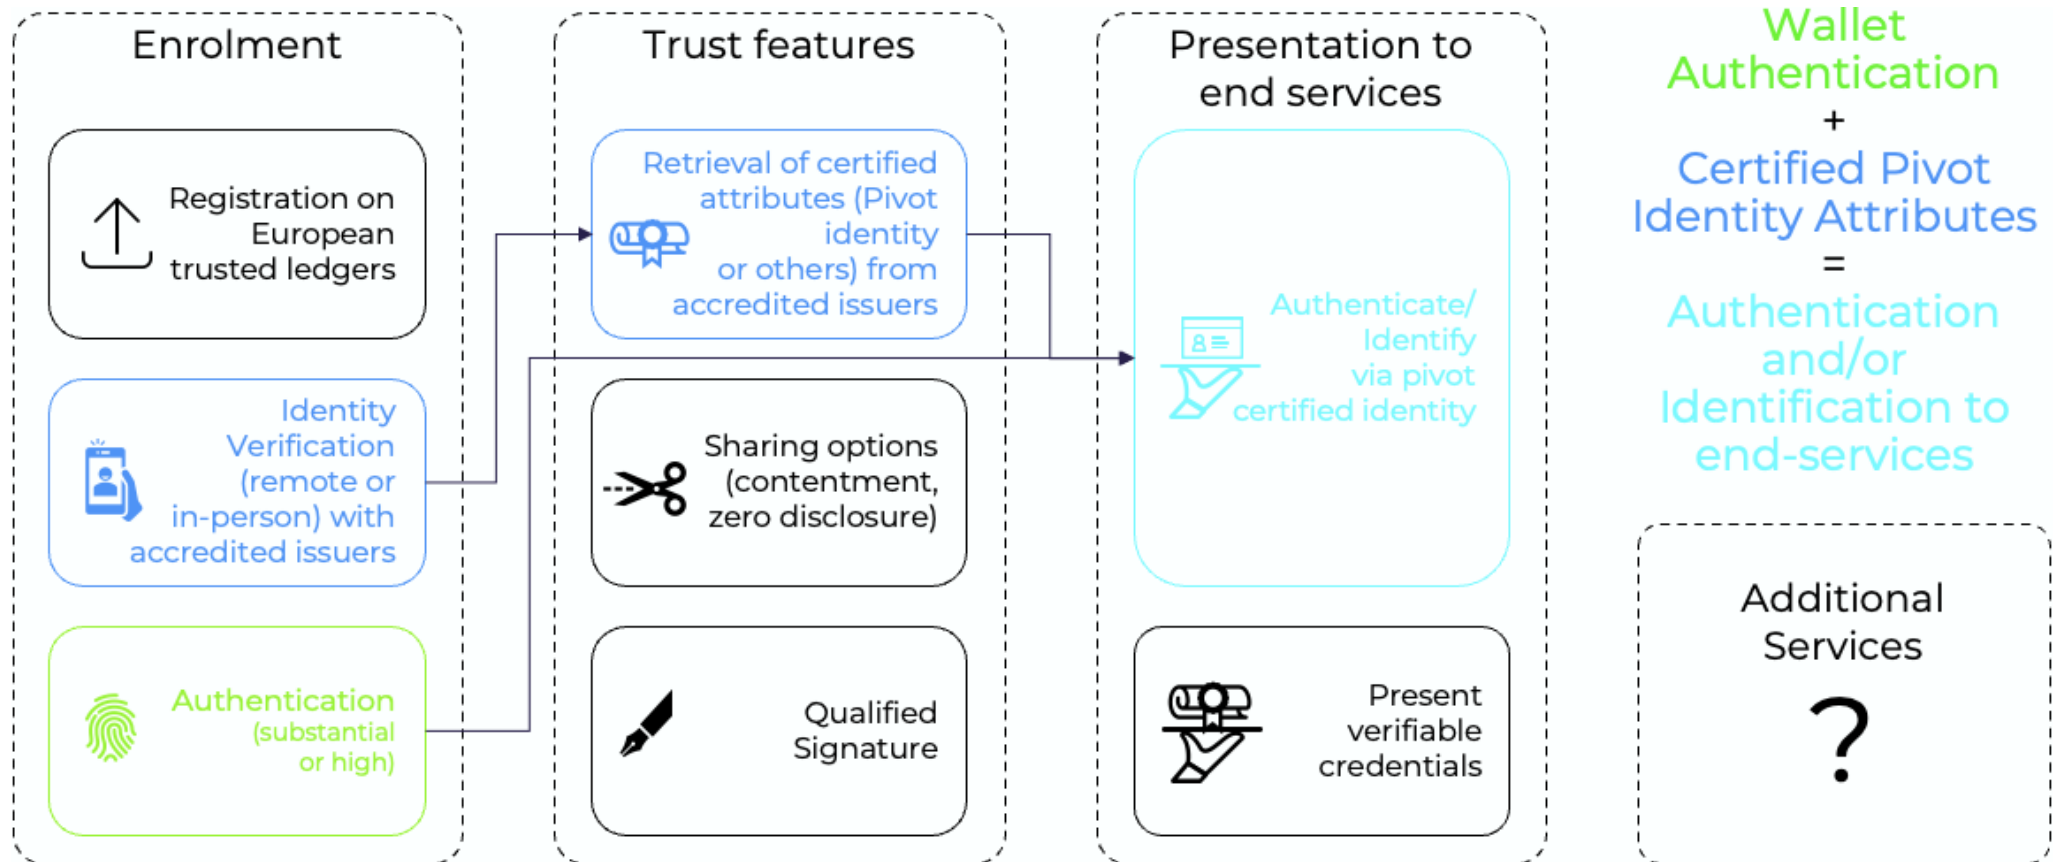 Enrolment
Registration on
European
trusted ledgers
Identity
Verification
(remote or
in-person) with
accredited issuers
Authentication
(substantial
or high)
Trust features
Retrieval of certified
attributes (Pivot
identity
or others) from
accredited issuers
Sharing options
(contentment,
zero disclosure)
Qualified
Signature
Presentation to
end services
Authenticate/
Identify
via pivot
certified identity
Present
verifiable
credentials
Wallet
Authentication
+
Certified Pivot
Identity Attributes
=
Authentication
and/or
Identification to
end-services
Additional
Services
?